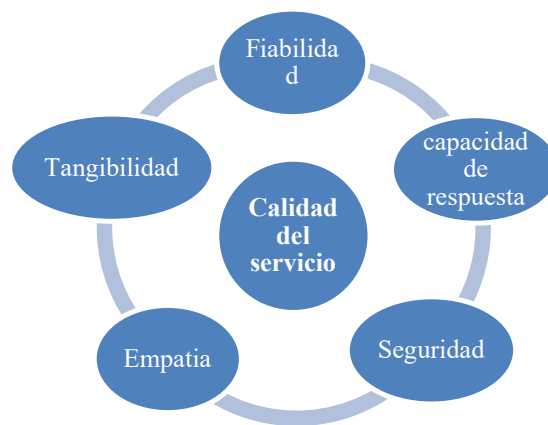 Fiabilida
d
capacidad
de
respuesta
Tangibilidad
Calidad
del
servicio
Seguridad
Empatia